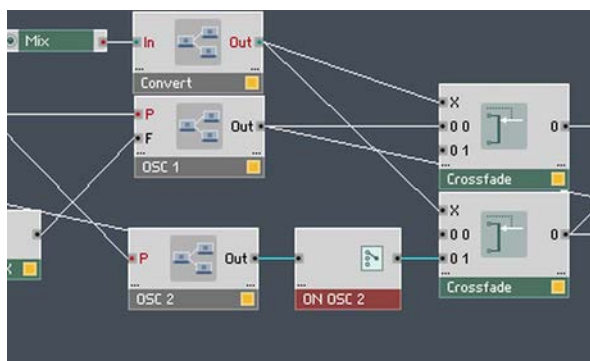 Mix
In
Out
Convert
P
F
Out
OSC 1
X
0 0
0 1
0
Crossfade
P
Out
OSC 2
ON OSC 2
X
0 0
0 1
0
Crossfade
X